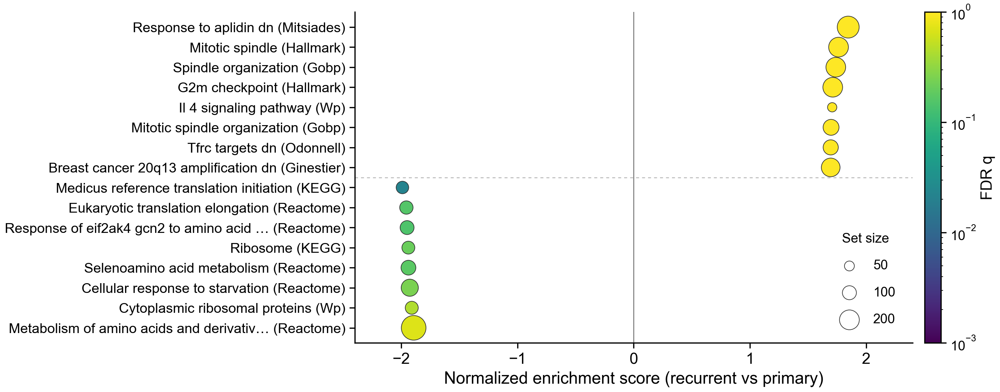 Response to aplidin dn (Mitsiades)
Mitotic spindle (Hallmark)
Spindle organization (Gobp)
G2m checkpoint (Hallmark)
Il 4 signaling pathway (Wp)
Mitotic spindle organization (Gobp)
Tfrc targets dn (Odonnell)
Breast cancer 20q13 amplification dn (Ginestier)
Medicus reference translation initiation (KEGG)
Eukaryotic translation elongation (Reactome)
Response of eif2ak4 gcn2 to amino acid … (Reactome)
Ribosome (KEGG)
Selenoamino acid metabolism (Reactome)
Cellular response to starvation (Reactome)
Cytoplasmic ribosomal proteins (Wp)
Metabolism of amino acids and derivativ… (Reactome)
−2 −1 0 1 2
Normalized enrichment score (recurrent vs primary)
Set size
50
100
200
10⁰
10⁻¹
10⁻²
10⁻³
FDR q